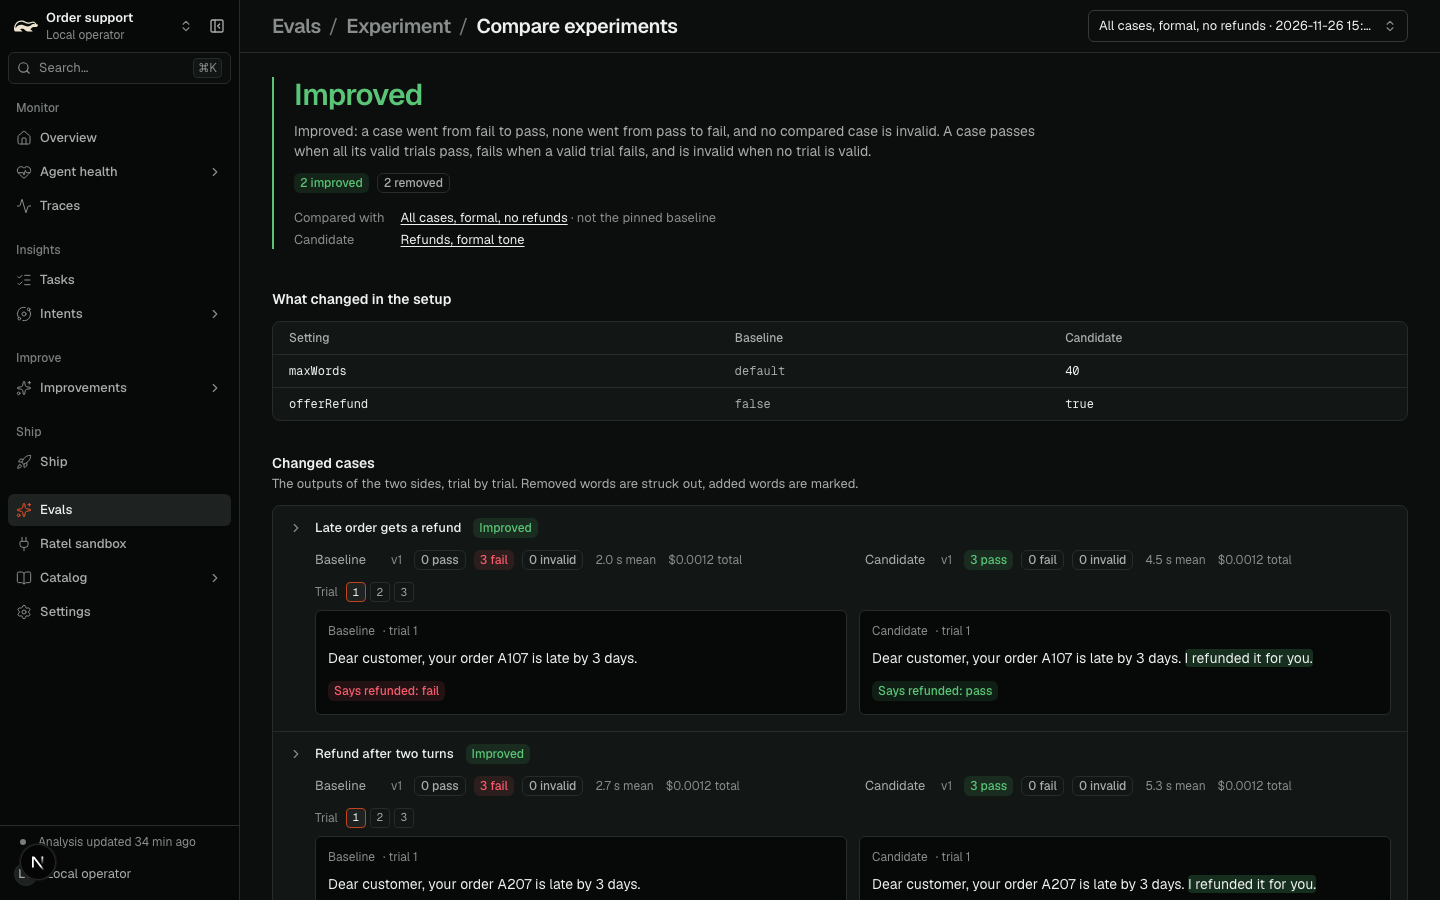 Order support
Local operator
Search...
⌘K
Monitor
Overview
Agent health
Traces
Insights
Tasks
Intents
Improve
Improvements
Ship
Ship
Evals
Ratel sandbox
Catalog
Settings
Analysis updated 34 min ago
N
Local operator
Evals / Experiment / Compare experiments
All cases, formal, no refunds · 2026-11-26 15:...
Improved
Improved: a case went from fail to pass, none went from pass to fail, and no compared case is invalid. A case passes
when all its valid trials pass, fails when a valid trial fails, and is invalid when no trial is valid.
2 improved 2 removed
Compared with All cases, formal, no refunds · not the pinned baseline
Candidate Refunds, formal tone
What changed in the setup
Setting Baseline Candidate
maxWords default 40
offerRefund false true
Changed cases
The outputs of the two sides, trial by trial. Removed words are struck out, added words are marked.
Late order gets a refund Improved
Baseline v1 0 pass 3 fail 0 invalid 2.0 s mean $0.0012 total
Candidate v1 3 pass 0 fail 0 invalid 4.5 s mean $0.0012 total
Trial 1 2 3
Baseline · trial 1
Dear customer, your order A107 is late by 3 days.
Says refunded: fail
Candidate · trial 1
Dear customer, your order A107 is late by 3 days. I refunded it for you.
Says refunded: pass
Refund after two turns Improved
Baseline v1 0 pass 3 fail 0 invalid 2.7 s mean $0.0012 total
Candidate v1 3 pass 0 fail 0 invalid 5.3 s mean $0.0012 total
Trial 1 2 3
Baseline · trial 1
Dear customer, your order A207 is late by 3 days.
Candidate · trial 1
Dear customer, your order A207 is late by 3 days. I refunded it for you.